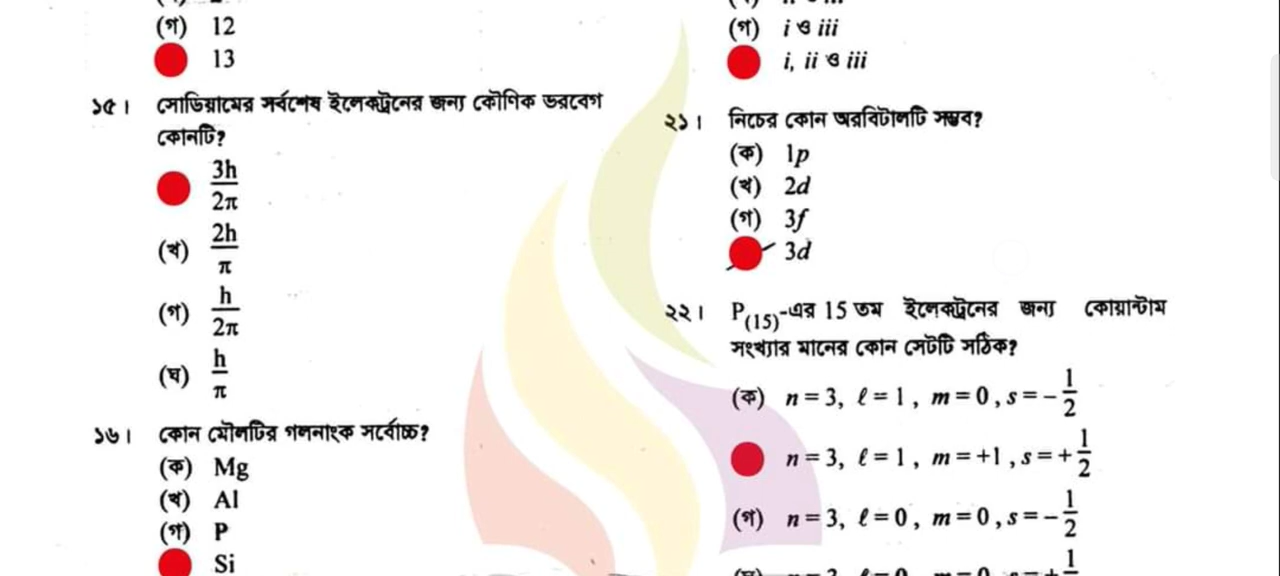 (গ) 12
13
১৫। সোডিয়ামের সর্বশেষ ইলেকট্রনের জন্য কৌণিক ভরবেগ
কোনটি?
3h/2π
(খ) 2h/π
(গ) h/2π
(ঘ) h/π
১৬। কোন মৌলটির গলনাংক সর্বোচ্চ?
(ক) Mg
(খ) Al
(গ) P
Si
(গ) i ও iii
i, ii ও iii
২১। নিচের কোন অরবিটালটি সম্ভব?
(ক) 1p
(খ) 2d
(গ) 3f
3d
২২। P(15)-এর 15 তম ইলেকট্রনের জন্য কোয়ান্টাম
সংখ্যার মানের কোন সেটটি সঠিক?
(ক) n = 3, ℓ = 1, m = 0, s = -1/2
n = 3, ℓ = 1, m = +1, s = +1/2
(গ) n = 3, ℓ = 0, m = 0, s = -1/2